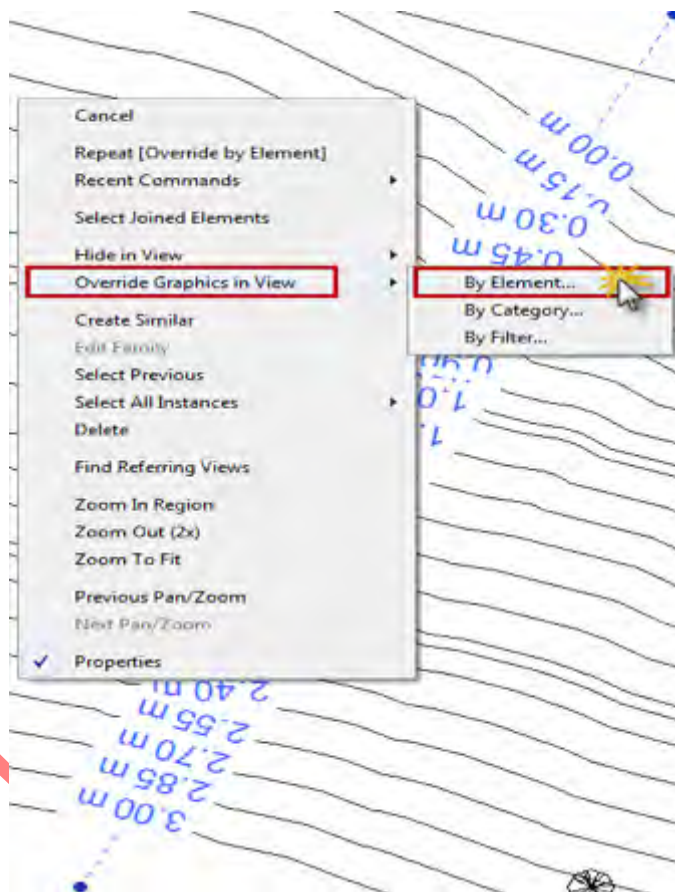 0.00 m
0.15 m
0.30 m
0.45 m
Cancel
Repeat [Override by Element]
Recent Commands
Select Joined Elements
Hide in View
Override Graphics in View
By Element...
By Category...
By Filter...
Create Similar
Edit Family
Select Previous
Select All Instances
Delete
Find Referring Views
Zoom In Region
Zoom Out (2x)
Zoom To Fit
Previous Pan/Zoom
Next Pan/Zoom
Properties
2.40 m
2.55 m
2.70 m
2.85 m
3.00 m